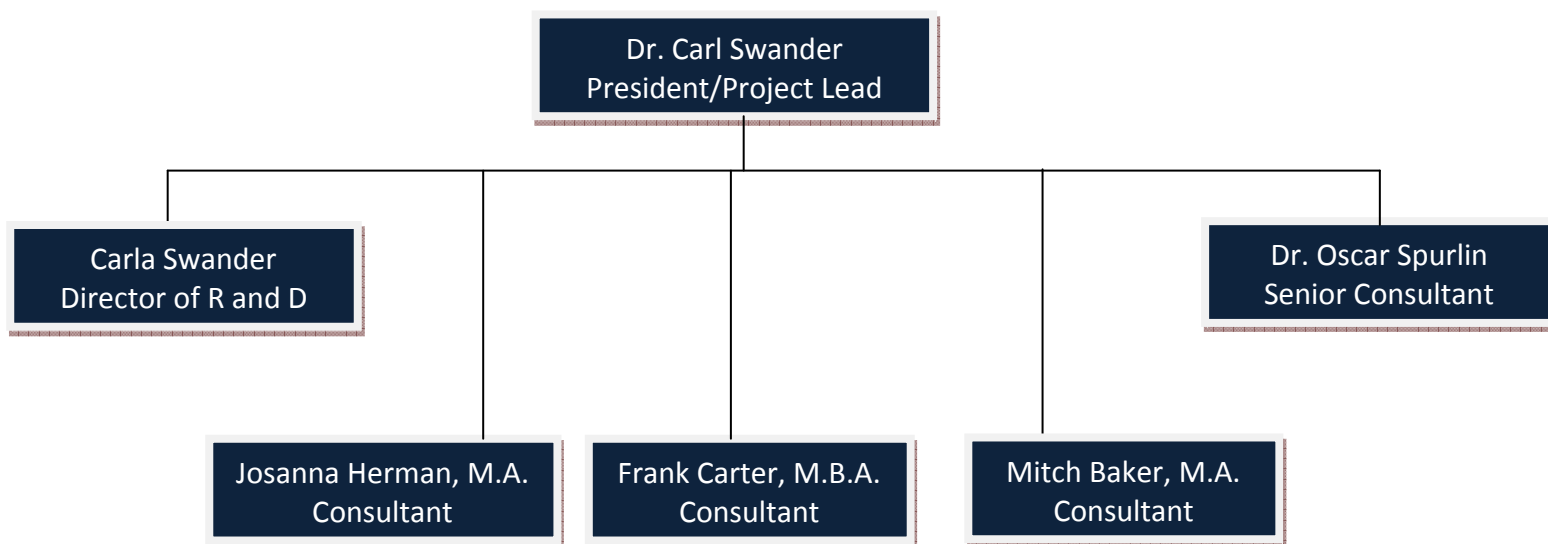 Dr. Carl Swander
President/Project Lead
Carla Swander
Director of R and D
Dr. Oscar Spurlin
Senior Consultant
Josanna Herman, M.A.
Consultant
Frank Carter, M.B.A.
Consultant
Mitch Baker, M.A.
Consultant